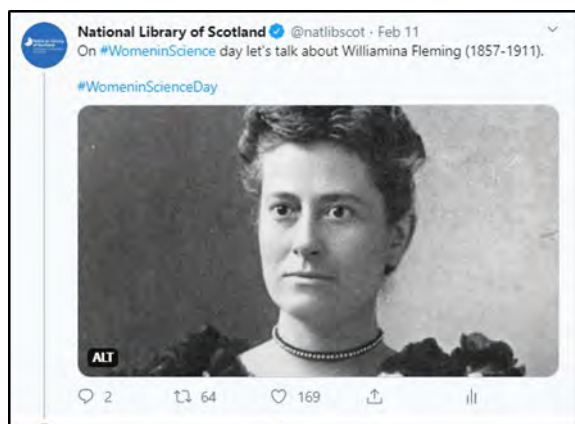 National Library of Scotland @natlibscot · Feb 11
On #WomeninScience day let's talk about Williamina Fleming (1857-1911).
#WomeninScienceDay
ALT
2 64 169